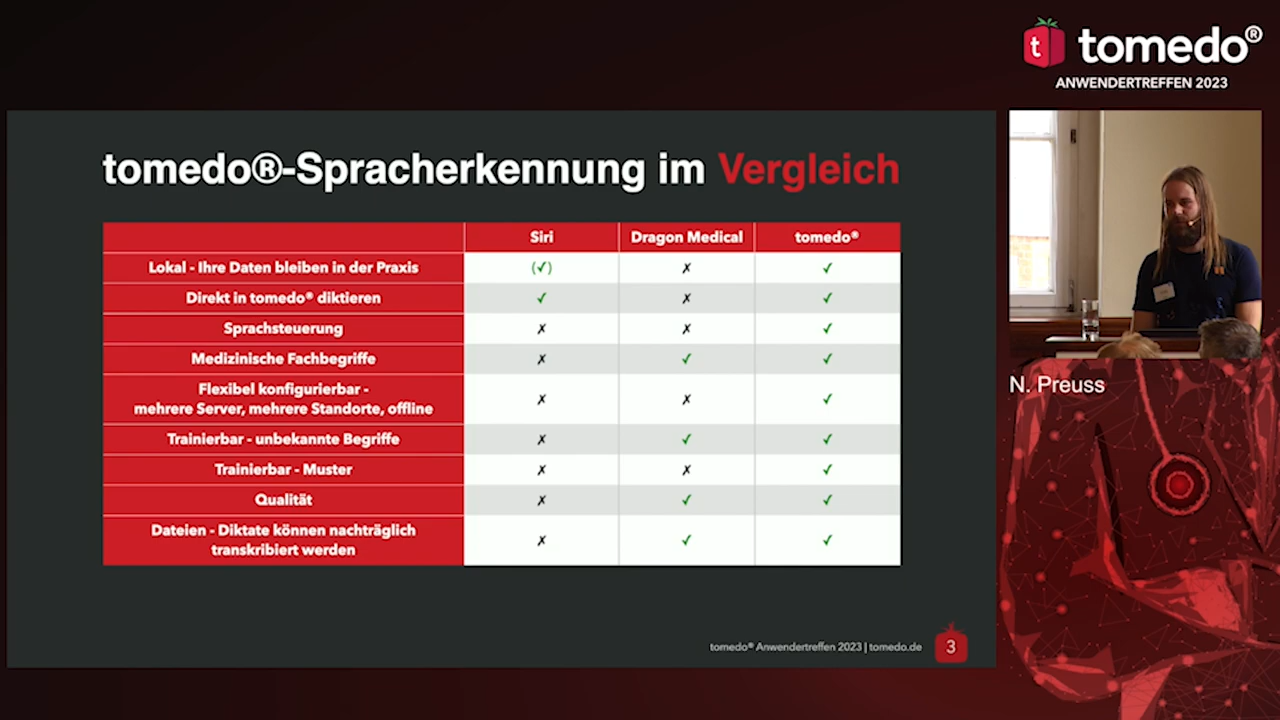 tomedo®
ANWENDERTREFFEN 2023
tomedo®-Spracherkennung im Vergleich
Siri Dragon Medical tomedo®
Lokal - Ihre Daten bleiben in der Praxis (✓) ✗ ✓
Direkt in tomedo® diktieren ✓ ✗ ✓
Sprachsteuerung ✗ ✗ ✓
Medizinische Fachbegriffe ✗ ✓ ✓
Flexibel konfigurierbar -
mehrere Server, mehrere Standorte, offline ✗ ✗ ✓
Trainierbar - unbekannte Begriffe ✗ ✓ ✓
Trainierbar - Muster ✗ ✗ ✓
Qualität ✗ ✓ ✓
Dateien - Diktate können nachträglich
transkribiert werden ✗ ✓ ✓
N. Preuss
tomedo® Anwendertreffen 2023 | tomedo.de 3